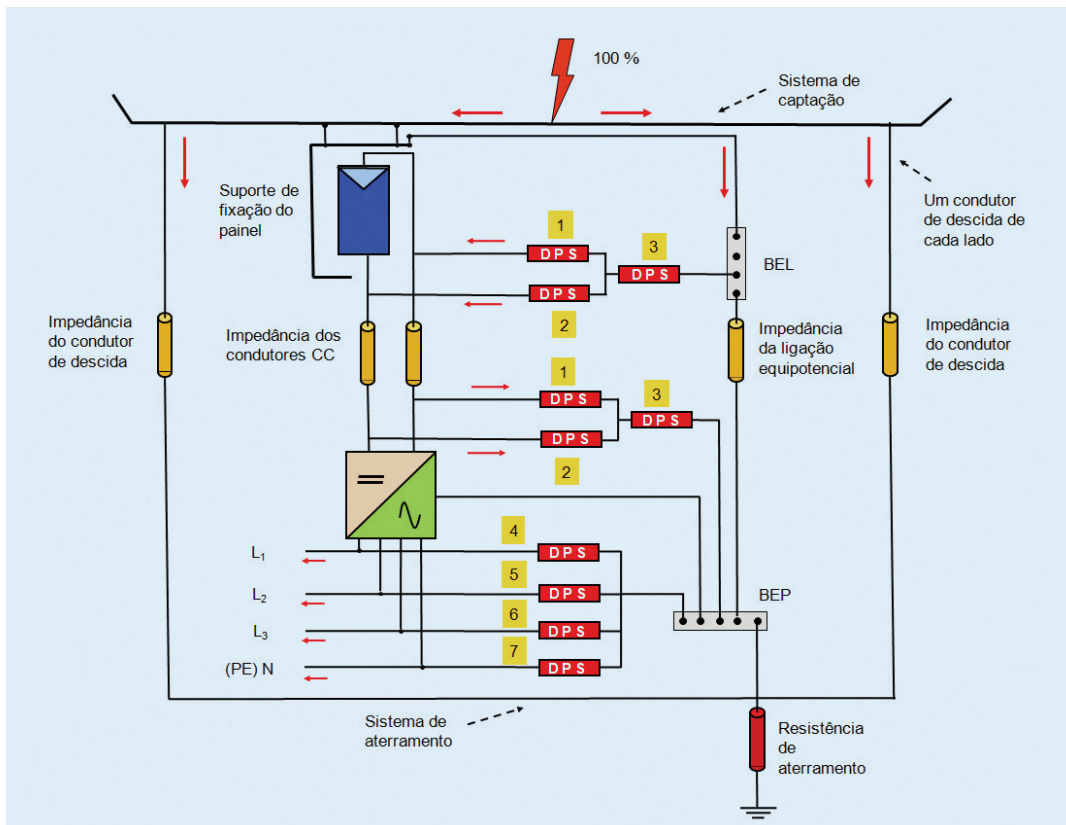 100 %
Sistema de
captação
Suporte de
fixação do
painel
Um condutor
de descida de
cada lado
1
DPS
3
DPS
BEL
DPS
2
Impedância
do condutor
de descida
Impedância dos
condutores CC
Impedância
da ligação
equipotencial
Impedância
do condutor
de descida
1
DPS
3
DPS
DPS
2
4
L1
DPS
5
L2
DPS
BEP
6
L3
DPS
7
(PE) N
DPS
Sistema de
aterramento
Resistência
de
aterramento